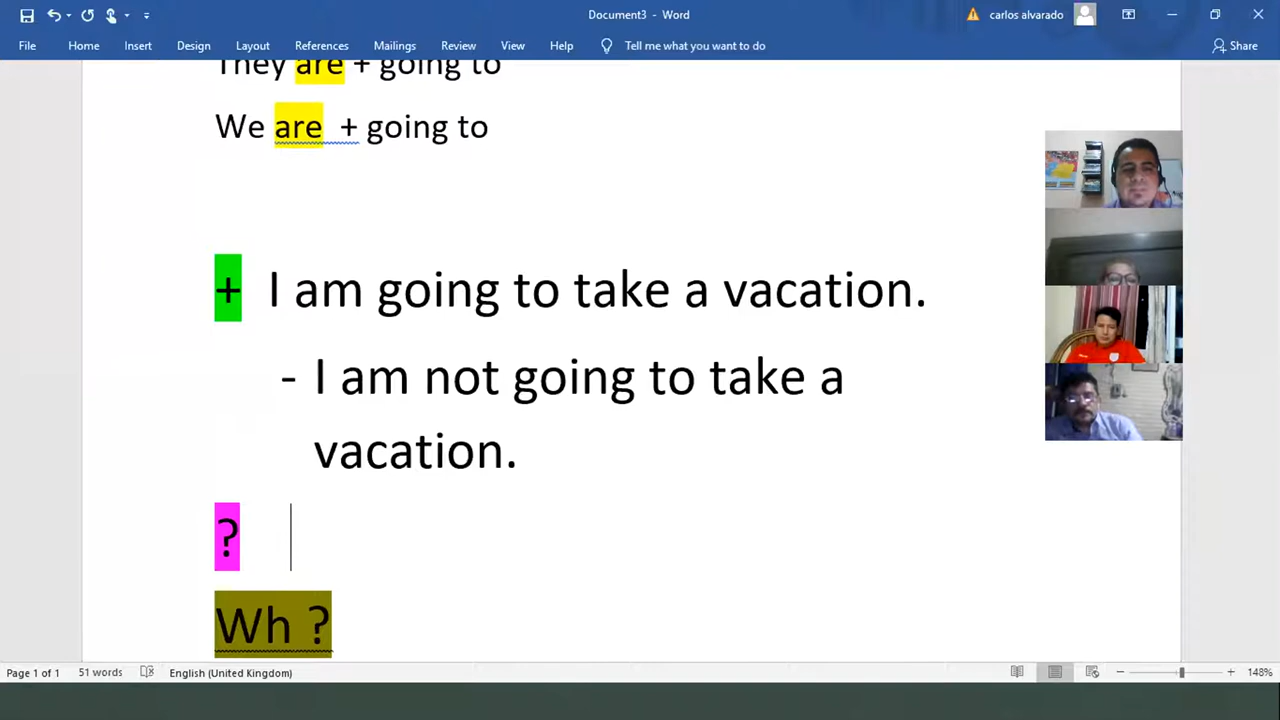 Document3 - Word
carlos alvarado
File Home Insert Design Layout References Mailings Review View Help Tell me what you want to do Share
They are + going to
We are + going to
+ I am going to take a vacation.
- I am not going to take a
vacation.
?
Wh ?
Page 1 of 1 51 words English (United Kingdom) 148%